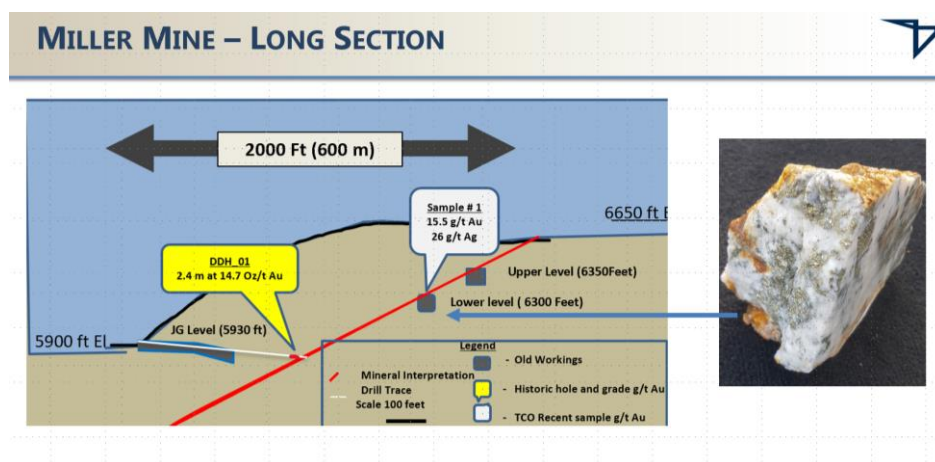 MILLER MINE – LONG SECTION
2000 Ft (600 m)
Sample # 1
15.5 g/t Au
26 g/t Ag
6650 ft E
DDH_01
2.4 m at 14.7 Oz/t Au
Upper Level (6350Feet)
Lower level ( 6300 Feet)
JG Level (5930 ft)
5900 ft El
Legend
- Old Workings
Mineral Interpretation
Drill Trace
- Historic hole and grade g/t Au
Scale 100 feet
- TCO Recent sample g/t Au